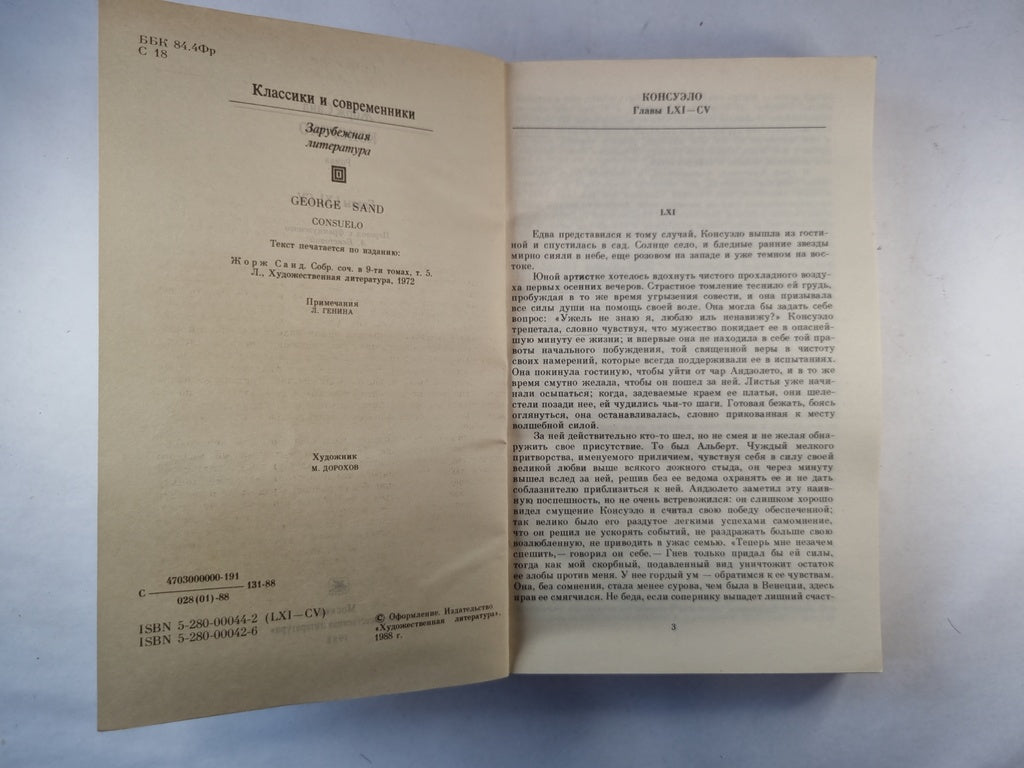 ББК 84.4Фр
С 18
Классики и современники
Зарубежная
литература
GEORGE SAND
CONSUELO
Текст печатается по изданию:
Жорж Санд. Собр. соч. в 9-ти томах, т. 5.
Л., Художественная литература, 1972
Примечания
Л. ГЕНИНА
Художник
М. ДОРОХОВ
4703000000-191
С — 131-88
028(01)-88
ISBN 5-280-00044-2 (LXI—CV)
ISBN 5-280-00042-6
© Оформление. Издательство
«Художественная литература»,
1988 г.
КОНСУЭЛО
Главы LXI—CV
LXI
Едва представился к тому случай, Консуэло вышла из гости-
ной и спустилась в сад. Солнце село, и бледные ранние звезды
мирно сияли в небе, еще розовом на западе и уже темном на вос-
токе.
Юной артистке хотелось вдохнуть чистого прохладного возду-
ха первых осенних вечеров. Страстное томление теснило ей грудь,
пробуждая в то же время угрызения совести, и она призывала
все силы души на помощь своей воле. Она могла бы задать себе
вопрос: «Ужель не знаю я, люблю иль ненавижу?» Консуэло
трепетала, словно чувствуя, что мужество покидает ее в опасней-
шую минуту ее жизни; и впервые она не находила в себе той пра-
воты начального побуждения, той священной веры в чистоту
своих намерений, которые всегда поддерживали ее в испытаниях.
Она покинула гостиную, чтобы уйти от чар Андзолето, и в то же
время смутно желала, чтобы он пошел за ней. Листья уже начи-
нали осыпаться; когда, задеваемые краем ее платья, они шеле-
стели позади нее, ей чудились чьи-то шаги. Готовая бежать, боясь
оглянуться, она останавливалась, словно прикованная к месту
волшебной силой.
За ней действительно кто-то шел, но не смея и не желая обна-
ружить свое присутствие. То был Альберт. Чуждый мелкого
притворства, именуемого приличием, чувствуя себя в силу своей
великой любви выше всякого ложного стыда, он через минуту
вышел вслед за ней, решив без ее ведома охранять ее и не дать
соблазнителю приблизиться к ней. Андзолето заметил эту наив-
ную поспешность, но не очень встревожился: он слишком хорошо
видел смущение Консуэло и считал свою победу обеспеченной;
так велико было его раздутое легкими успехами самомнение,
что он решил не ускорять событий, не раздражать больше свою
возлюбленную, не приводить в ужас семью. «Теперь мне незачем
спешить,— говорил он себе.— Гнев только придал бы ей силы,
тогда как мой скорбный, подавленный вид уничтожит остаток
ее злобы против меня. У нее гордый ум — обратимся к ее чувствам.
Она, без сомнения, стала менее сурова, чем была в Венеции, здесь
нрав ее смягчился. Не беда, если сопернику выпадет лишний счаст-
3